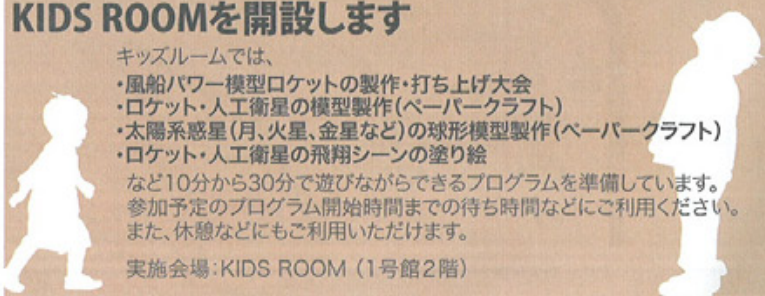 KIDS ROOMを開設します
キッズルームでは、
・風船パワー模型ロケットの製作・打ち上げ大会
・ロケット・人工衛星の模型製作(ペーパークラフト)
・太陽系惑星(月、火星、金星など)の球形模型製作(ペーパークラフト)
・ロケット・人工衛星の飛翔シーンの塗り絵
など10分から30分で遊びながらできるプログラムを準備しています。
参加予定のプログラム開始時間までの待ち時間などにご利用ください。
また、休憩などにもご利用いただけます。
実施会場:KIDS ROOM (1号館2階)